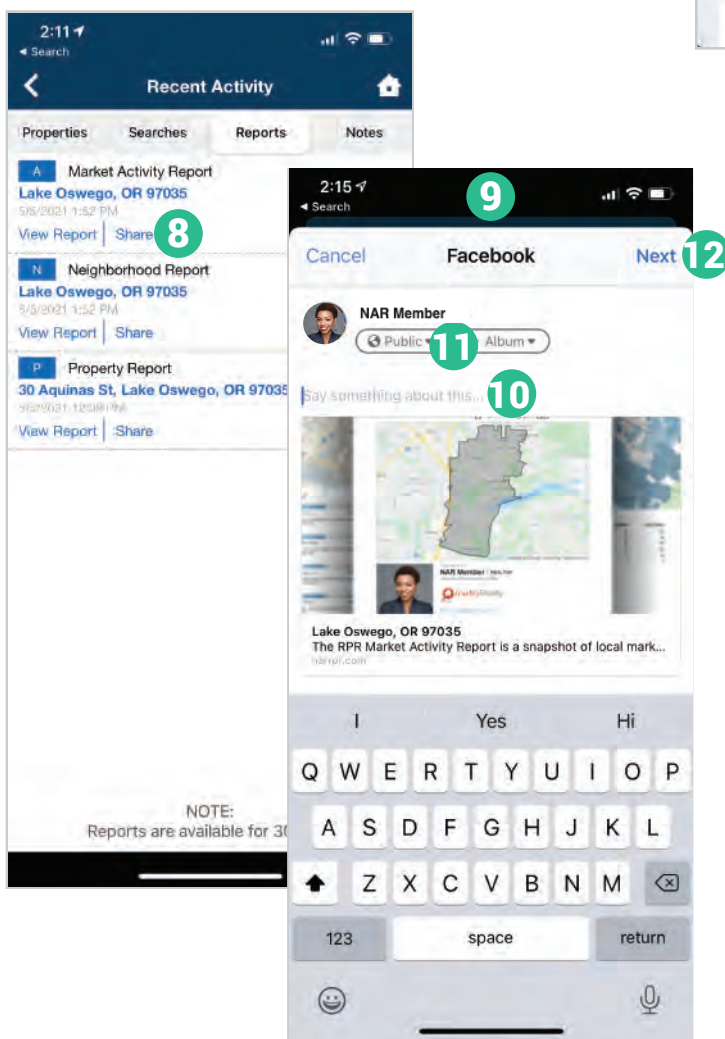 2:11
◂ Search
Recent Activity
Properties Searches Reports Notes
A Market Activity Report
Lake Oswego, OR 97035
5/5/2021 1:52 PM
View Report Share 8
N Neighborhood Report
Lake Oswego, OR 97035
5/5/2021 1:52 PM
View Report Share
P Property Report
30 Aquinas St, Lake Oswego, OR 97035
View Report Share
NOTE:
Reports are available for 30
2:15 9
◂ Search
Cancel Facebook Next 12
NAR Member
Public 11 Album
Say something about this... 10
NAR Member REALTOR
Lake Oswego, OR 97035
The RPR Market Activity Report is a snapshot of local mark...
narrpr.com
I Yes Hi
Q W E R T Y U I O P
A S D F G H J K L
Z X C V B N M
123 space return